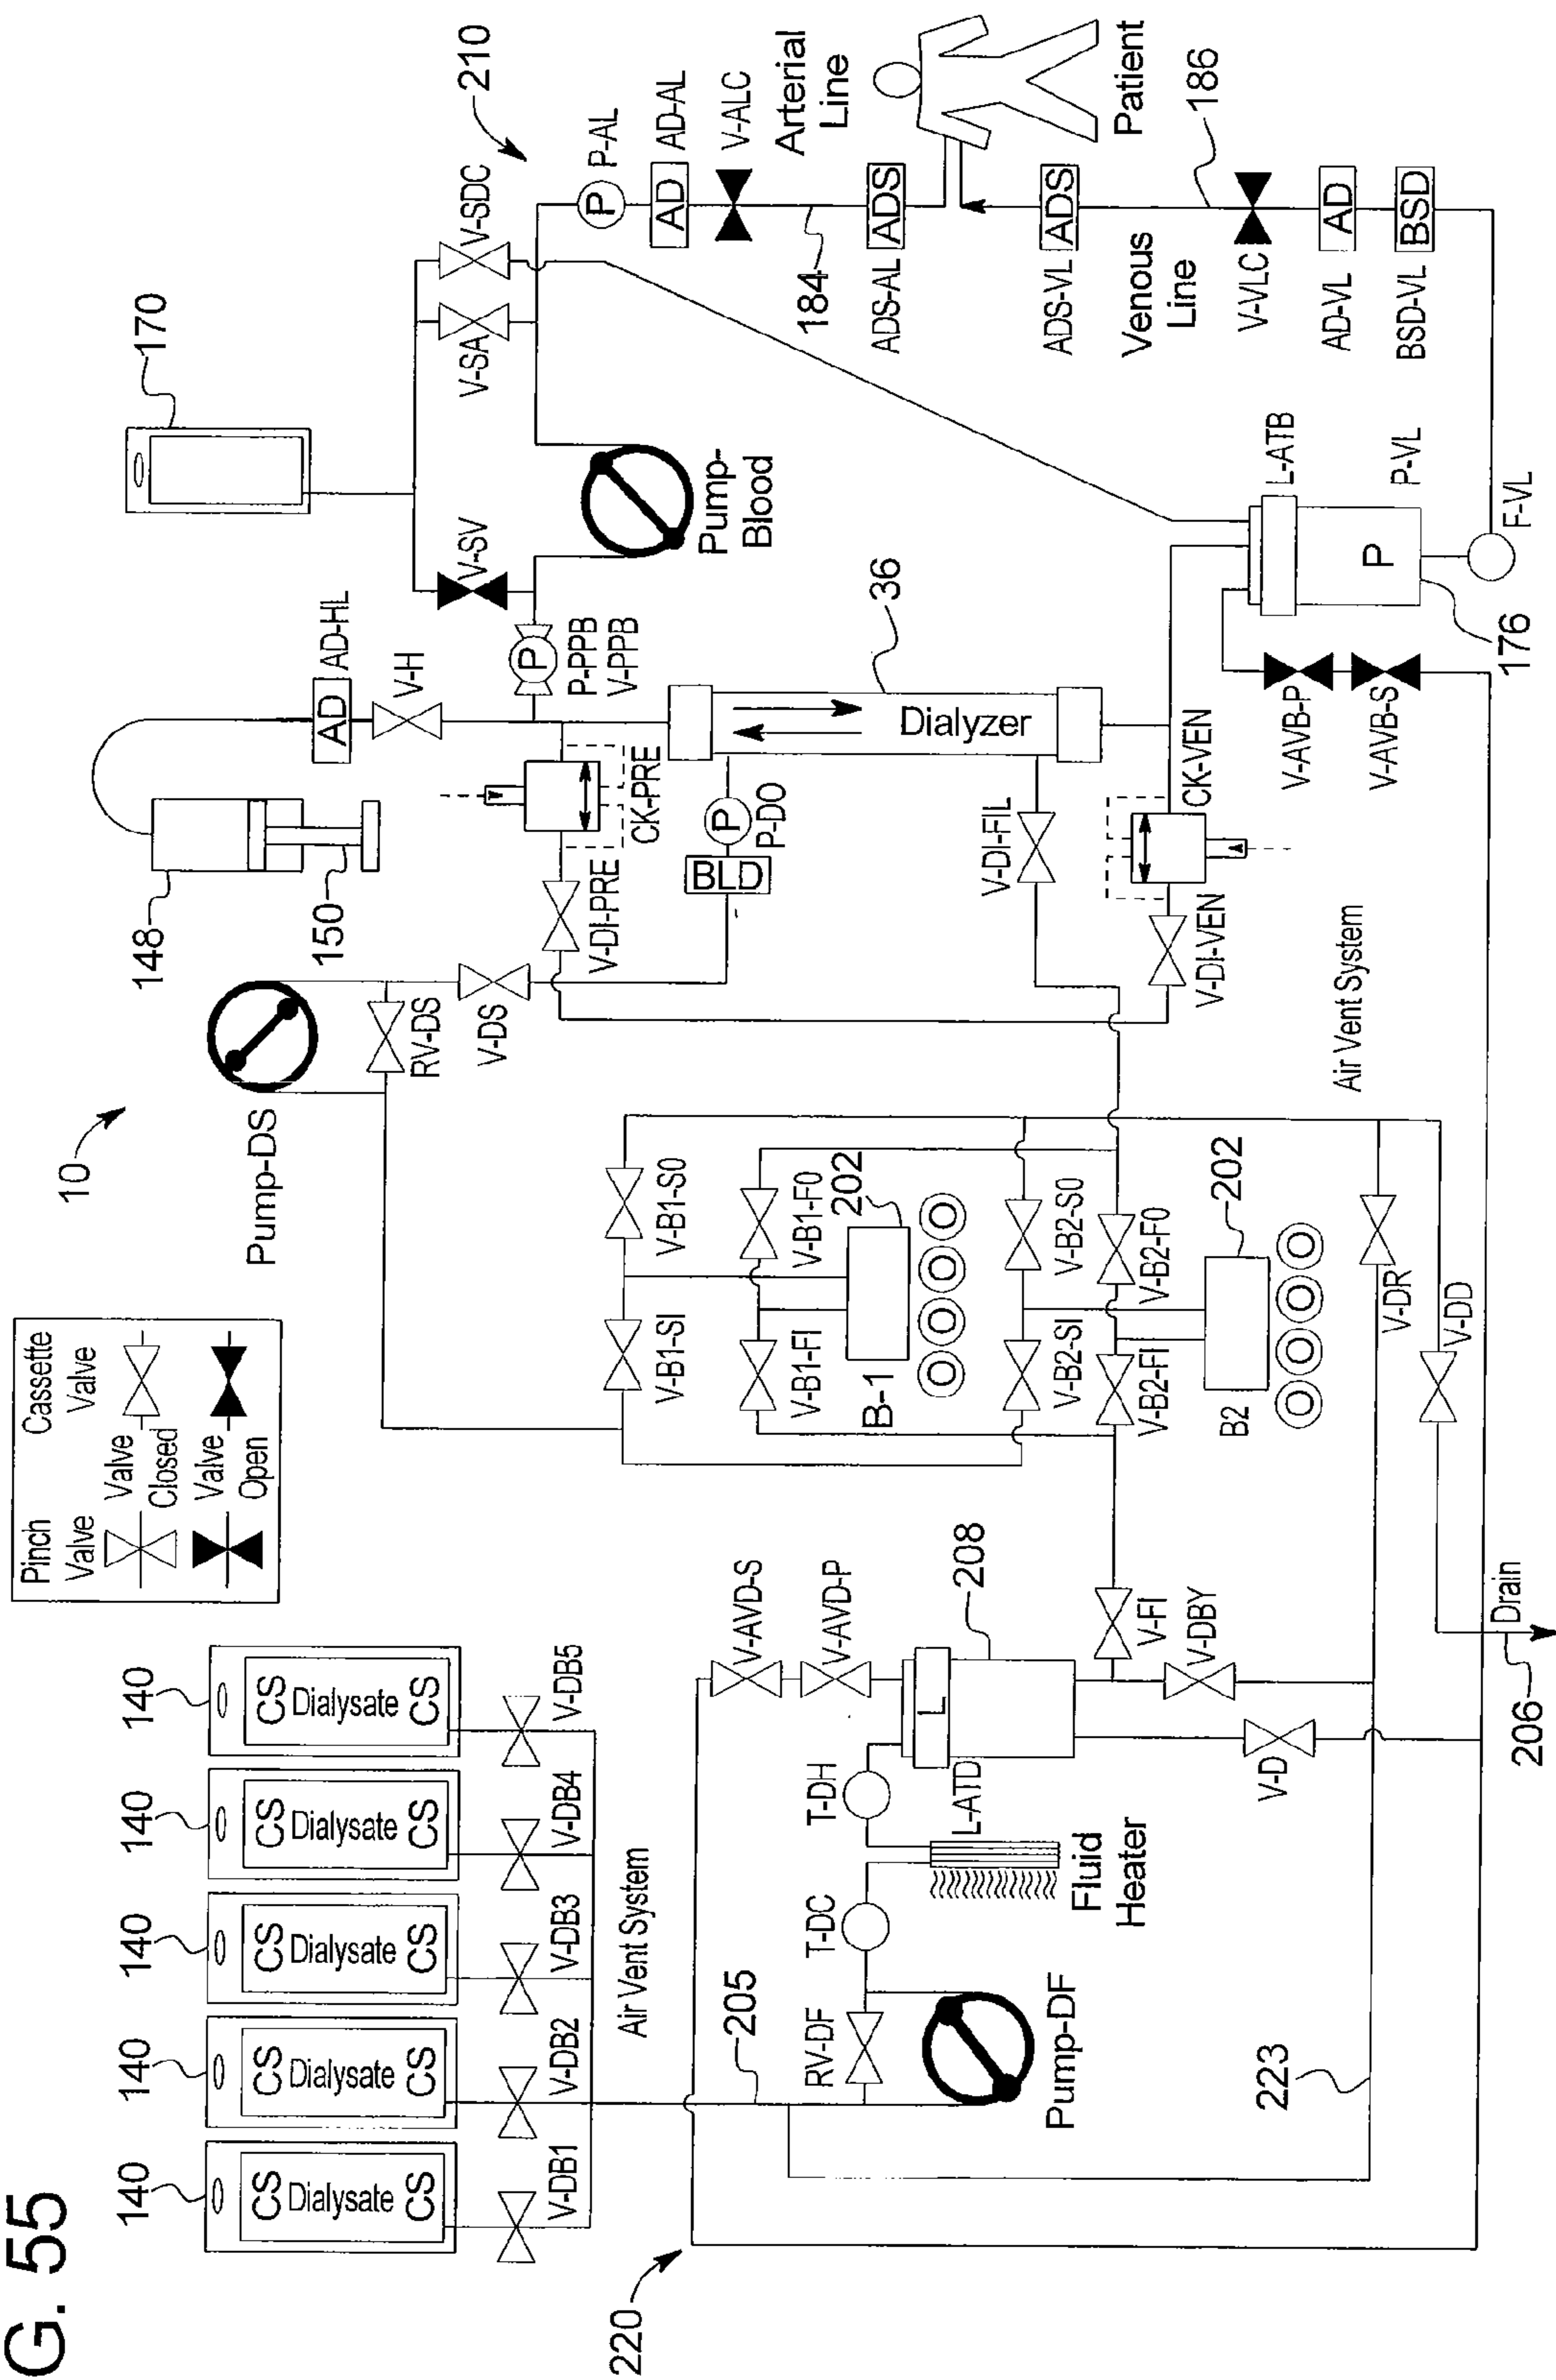 G. 55
10
Pinch
Valve
Cassette
Valve
Valve
Closed
Valve
Open
140
140
140
140
140
CS Dialysate CS
CS Dialysate CS
CS Dialysate CS
CS Dialysate CS
CS Dialysate CS
V-DB1
V-DB2
V-DB3
V-DB4
V-DB5
Air Vent System
220
205
RV-DF
Pump-DF
T-DC
T-DH
Fluid
Heater
L-ATD
L
208
V-AVD-S
V-AVD-P
V-FI
V-DBY
V-D
223
206
Drain
Pump-DS
RV-DS
V-DS
V-B1-SI
V-B1-S0
V-B1-FI
V-B1-F0
202
B-1
V-B2-SI
V-B2-S0
V-B2-FI
V-B2-F0
202
B2
V-DR
V-DD
Air Vent System
148
150
AD
AD-HL
V-H
V-DI-PRE
CK-PRE
BLD
P
P-DO
Dialyzer
36
V-DI-FIL
V-DI-VEN
CK-VEN
P
P-PPB
V-PPB
170
V-SV
V-SA
V-SDC
Pump-
Blood
210
P
P-AL
AD
AD-AL
V-ALC
Arterial
Line
184
ADS
ADS-AL
Patient
ADS
ADS-VL
Venous
Line
186
V-VLC
AD
AD-VL
BSD
BSD-VL
L-ATB
P
P-VL
F-VL
176
V-AVB-P
V-AVB-S